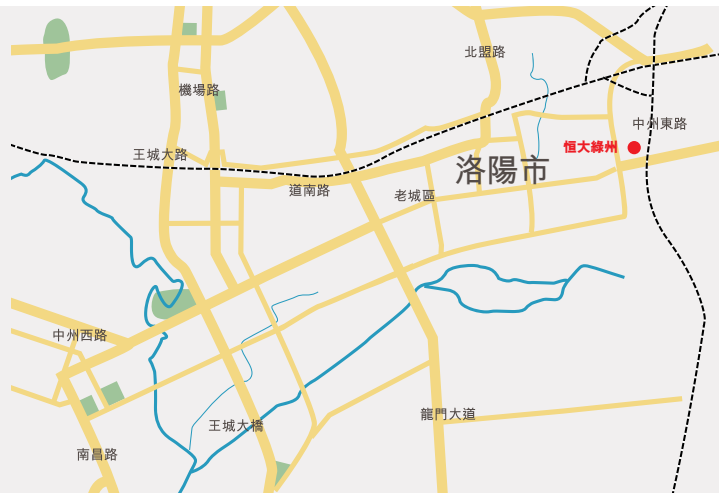 北盟路
機場路
中州東路
恒大綠州
王城大路
洛陽市
道南路
老城區
中州西路
龍門大道
王城大橋
南昌路